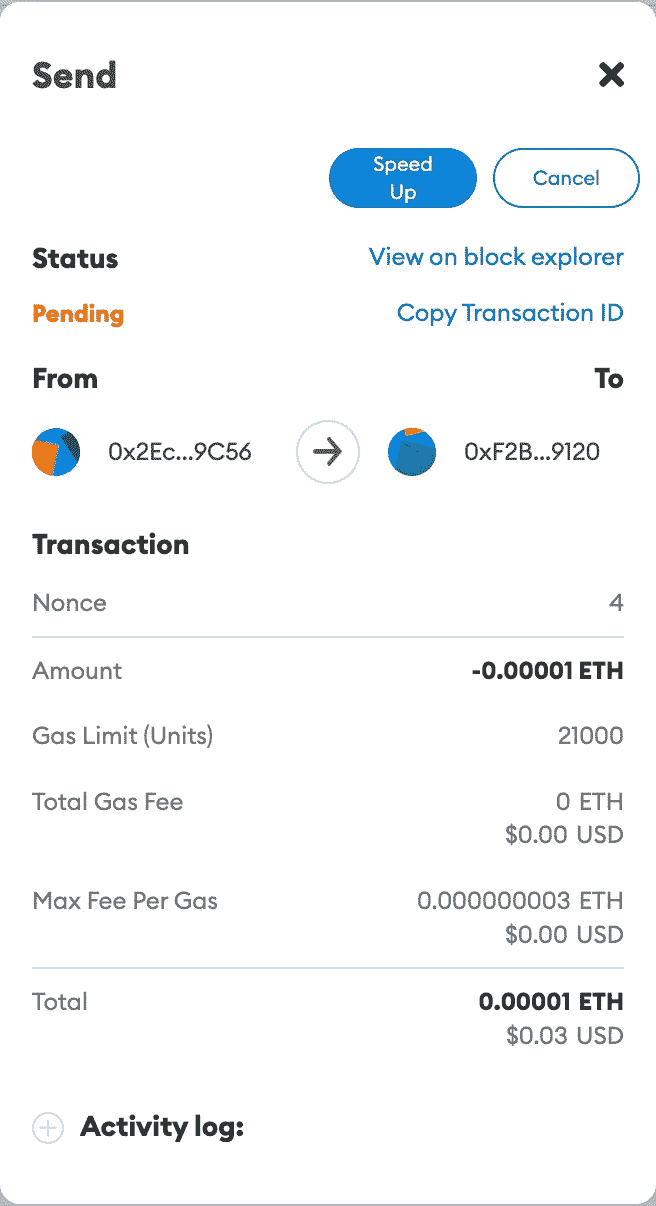 Send
Speed
Up
Cancel
Status
View on block explorer
Pending
Copy Transaction ID
From
To
0x2Ec...9C56
0xF2B...9120
Transaction
Nonce
4
Amount
-0.00001 ETH
Gas Limit (Units)
21000
Total Gas Fee
0 ETH
$0.00 USD
Max Fee Per Gas
0.000000003 ETH
$0.00 USD
Total
0.00001 ETH
$0.03 USD
Activity log: